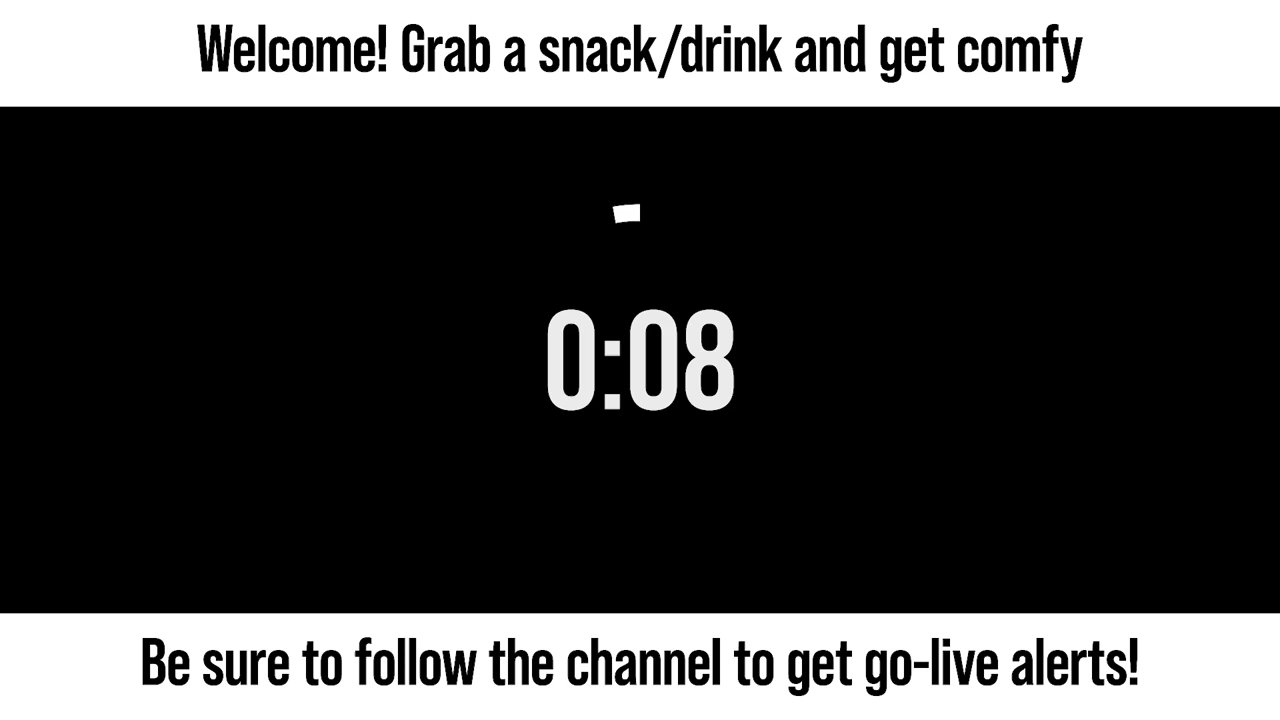 Welcome! Grab a snack/drink and get comfy
0:08
Be sure to follow the channel to get go-live alerts!